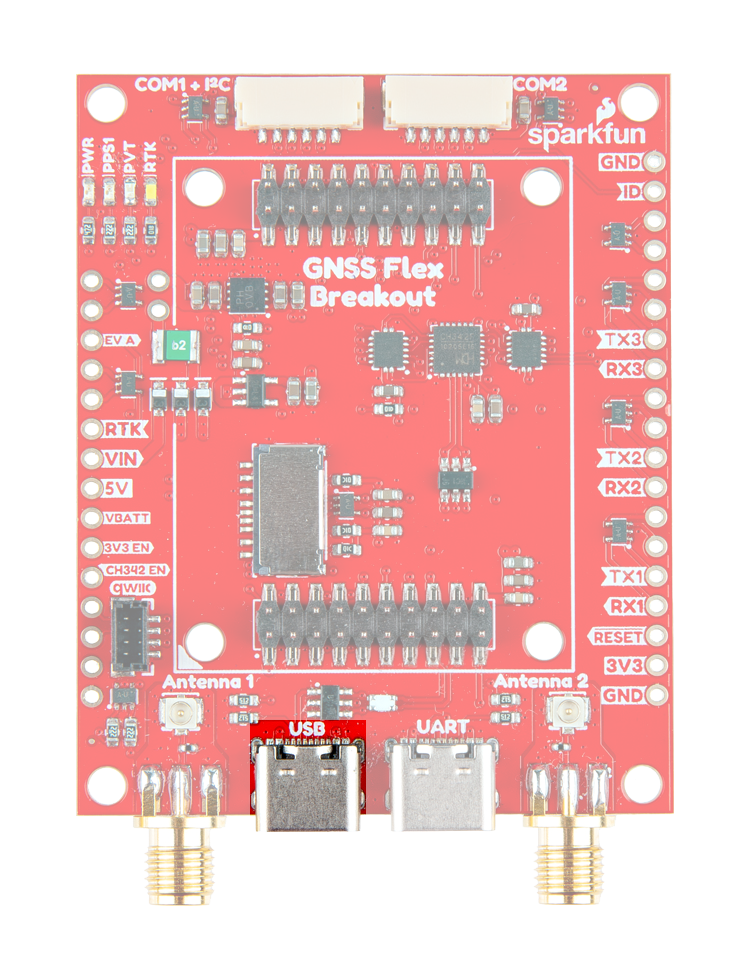 COM1 + I²C
COM2
sparkfun
PWR
PPS1
PVT
RTK
GND
ID
GNSS Flex
Breakout
EV A
TX3
RX3
RTK
VIN
5V
VBATT
3V3 EN
CH342 EN
qwiic
TX2
RX2
TX1
RX1
RESET
3V3
GND
Antenna 1
Antenna 2
USB
UART